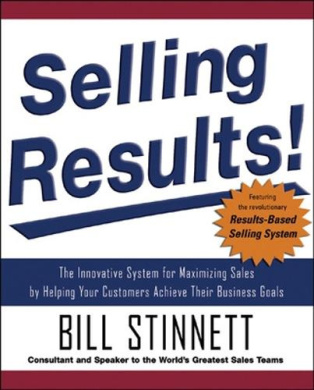 Selling
Results!
Featuring
the revolutionary
Results-Based
Selling System
The Innovative System for Maximizing Sales
by Helping Your Customers Achieve Their Business Goals
BILL STINNETT
Consultant and Speaker to the World's Greatest Sales Teams